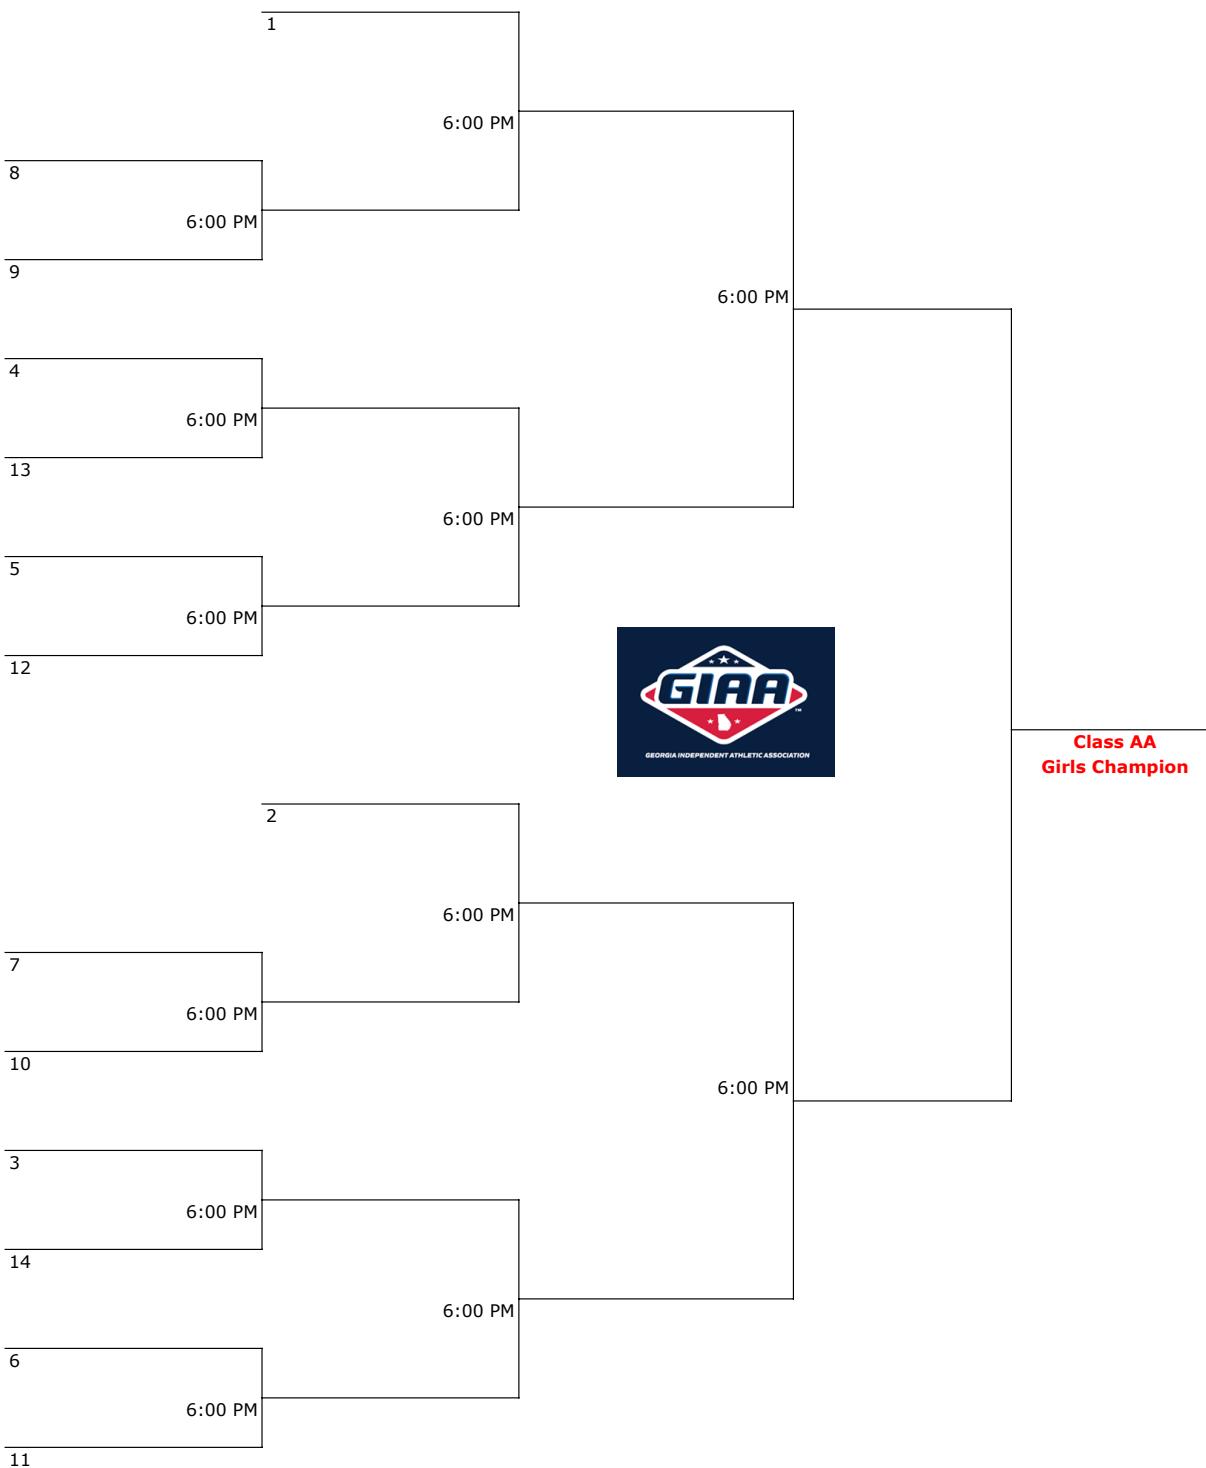 1
6:00 PM
8
6:00 PM
9
6:00 PM
4
6:00 PM
13
6:00 PM
5
6:00 PM
12
GIAA
TM
GEORGIA INDEPENDENT ATHLETIC ASSOCIATION
Class AA
Girls Champion
2
6:00 PM
7
6:00 PM
10
6:00 PM
3
6:00 PM
14
6:00 PM
6
6:00 PM
11